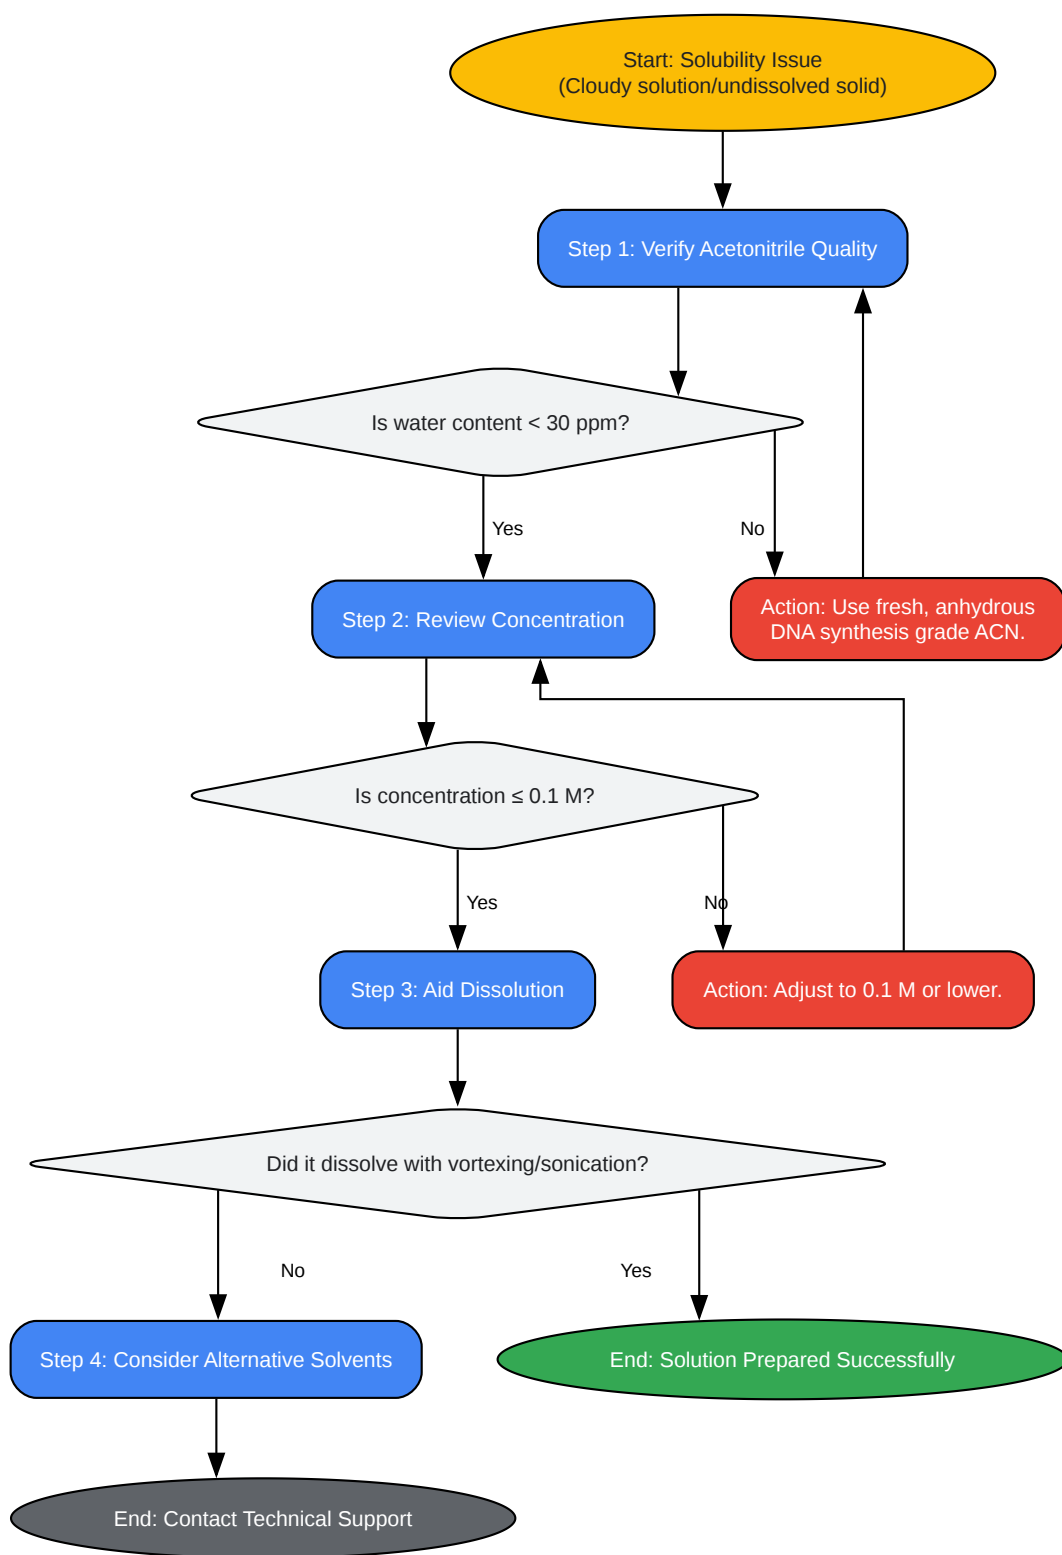 Start: Solubility Issue
(Cloudy solution/undissolved solid)
Step 1: Verify Acetonitrile Quality
Is water content < 30 ppm?
Yes
No
Step 2: Review Concentration
Action: Use fresh, anhydrous
DNA synthesis grade ACN.
Is concentration ≤ 0.1 M?
Yes
No
Step 3: Aid Dissolution
Action: Adjust to 0.1 M or lower.
Did it dissolve with vortexing/sonication?
No
Yes
Step 4: Consider Alternative Solvents
End: Solution Prepared Successfully
End: Contact Technical Support